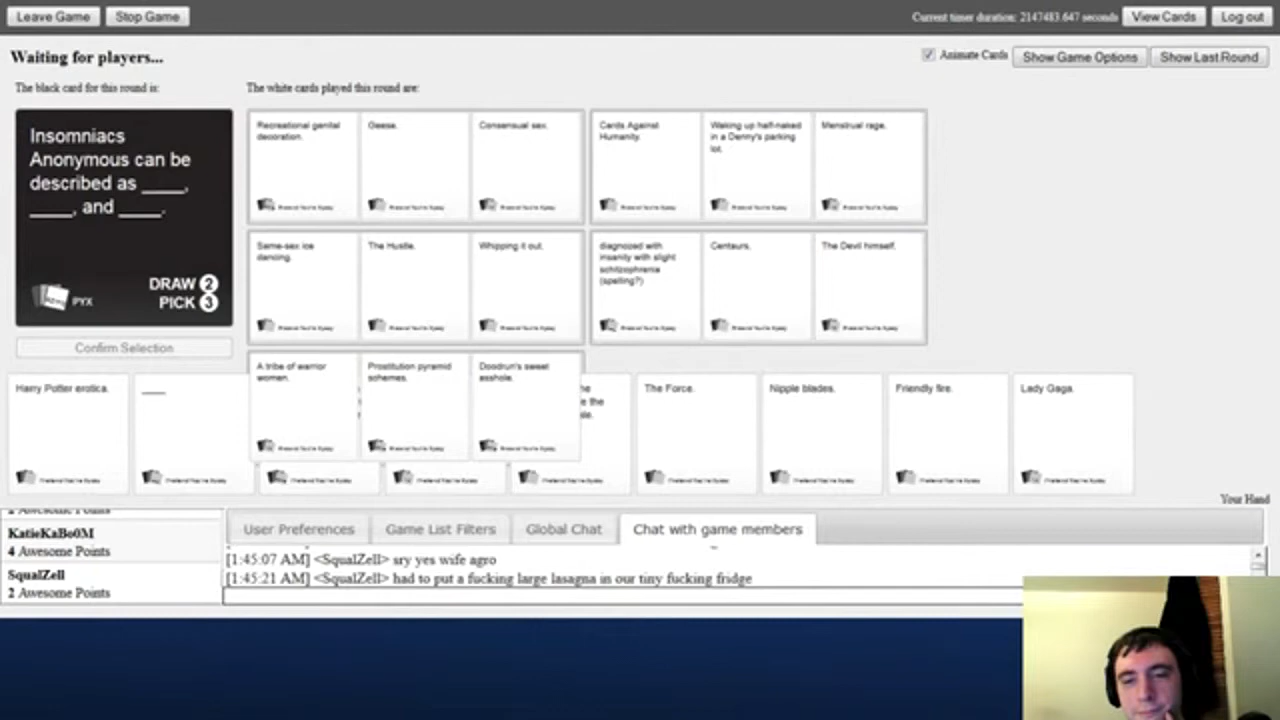 Leave Game
Stop Game
Current timer duration: 2147483.647 seconds
View Cards
Log out
Waiting for players...
Animate Cards
Show Game Options
Show Last Round
The black card for this round is:
The white cards played this round are:
Insomniacs
Anonymous can be
described as ____,
____, and ____.
DRAW 2
PICK 3
PYX
Confirm Selection
Recreational genital
decoration.
Geese.
Consensual sex.
Cards Against
Humanity.
Waking up half-naked
in a Denny's parking
lot.
Menstrual rage.
Same-sex ice
dancing.
The Hustle.
Whipping it out.
diagnosed with
insanity with slight
schitzophrenia
(spelling?)
Centaurs.
The Devil himself.
A tribe of warrior
women.
Prostitution pyramid
schemes.
Doodrun's sweet
asshole.
Harry Potter erotica.
____
The Force.
Nipple blades.
Friendly fire.
Lady Gaga.
Your Hand
2 Awesome Points
KatieKaBo0M
4 Awesome Points
SqualZell
2 Awesome Points
User Preferences
Game List Filters
Global Chat
Chat with game members
[1:45:07 AM] <SqualZell> sry yes wife agro
[1:45:21 AM] <SqualZell> had to put a fucking large lasagna in our tiny fucking fridge